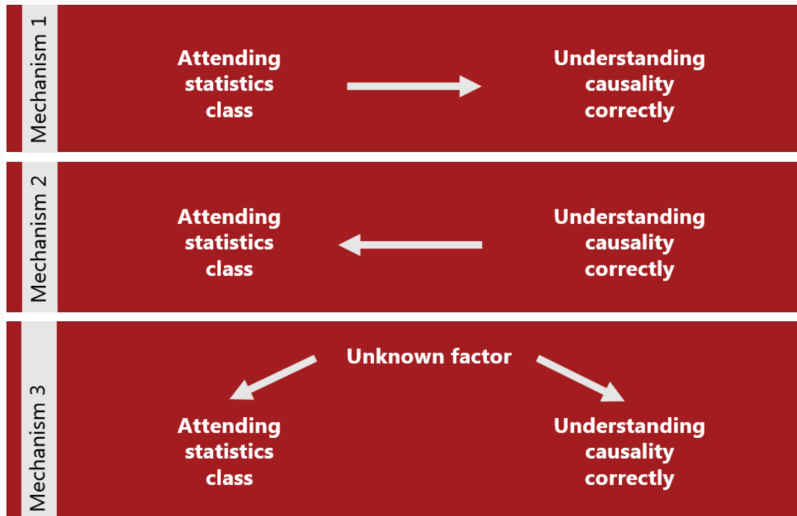 Mechanism 1
Attending
statistics
class
Understanding
causality
correctly
Mechanism 2
Attending
statistics
class
Understanding
causality
correctly
Mechanism 3
Unknown factor
Attending
statistics
class
Understanding
causality
correctly